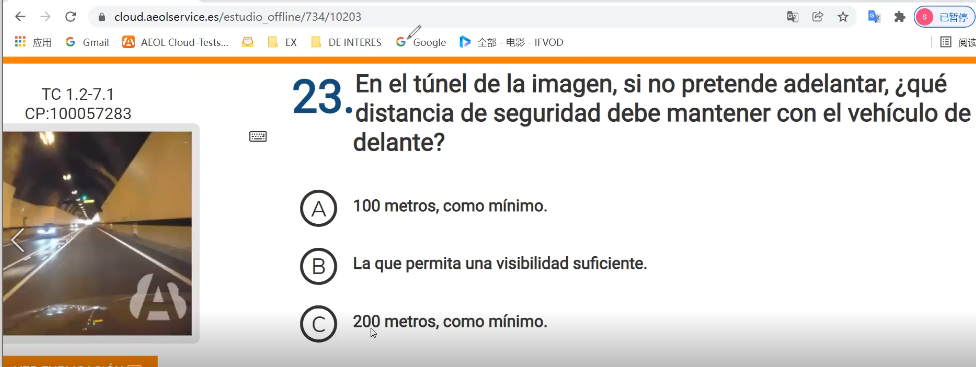 cloud.aeolservice.es/estudio_offline/734/10203
S 已暂停
应用 Gmail AEOL Cloud-Tests... EX DE INTERES Google 全部 - 电影 - IFVOD 阅读
TC 1.2-7.1
CP:100057283
23. En el túnel de la imagen, si no pretende adelantar, ¿qué
distancia de seguridad debe mantener con el vehículo de
delante?
A 100 metros, como mínimo.
B La que permita una visibilidad suficiente.
C 200 metros, como mínimo.